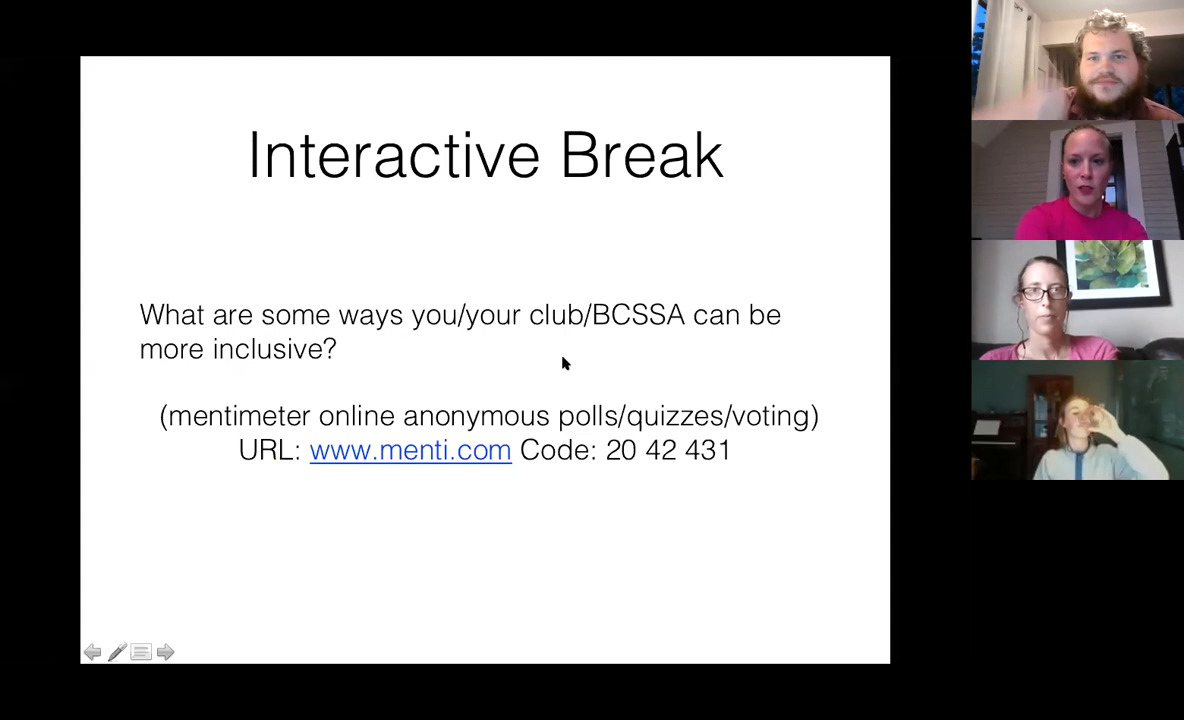 Interactive Break
What are some ways you/your club/BCSSA can be
more inclusive?
(mentimeter online anonymous polls/quizzes/voting)
URL: www.menti.com Code: 20 42 431